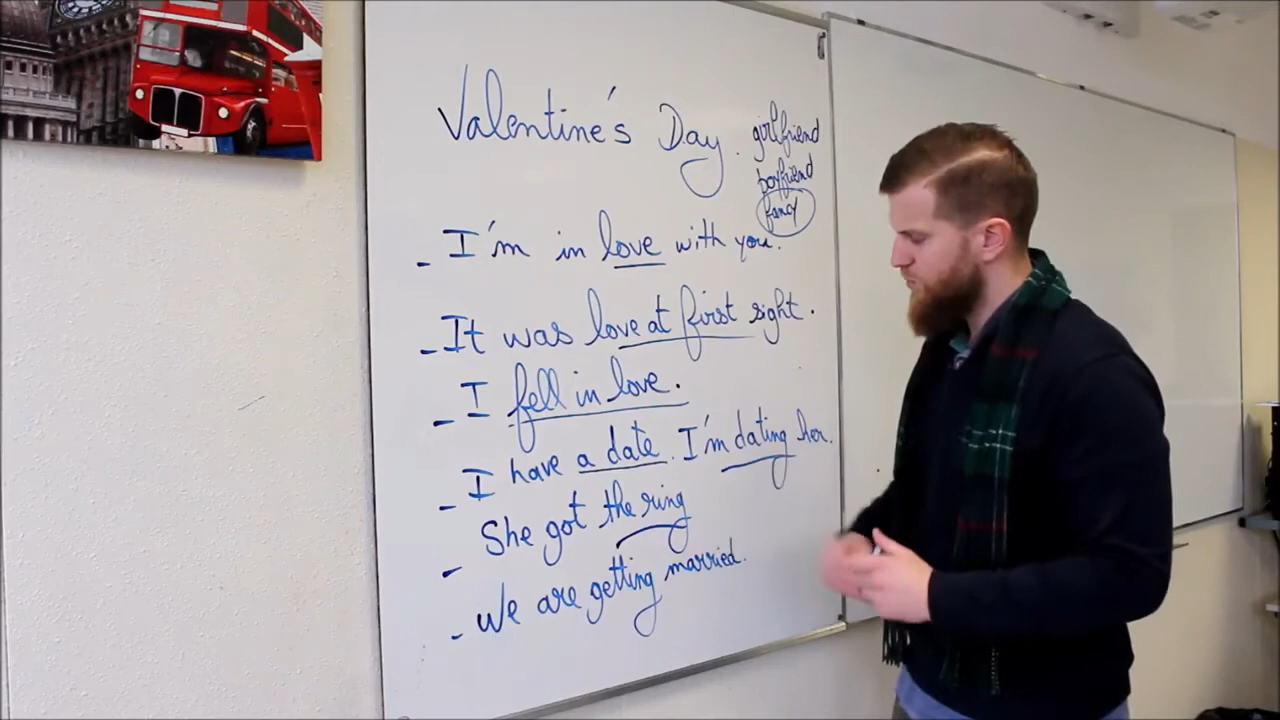 Valentine's Day.
girlfriend
boyfriend
fancy
- I'm in love with you.
- It was love at first sight.
- I fell in love.
- I have a date. I'm dating her.
- She got the ring
- We are getting married.